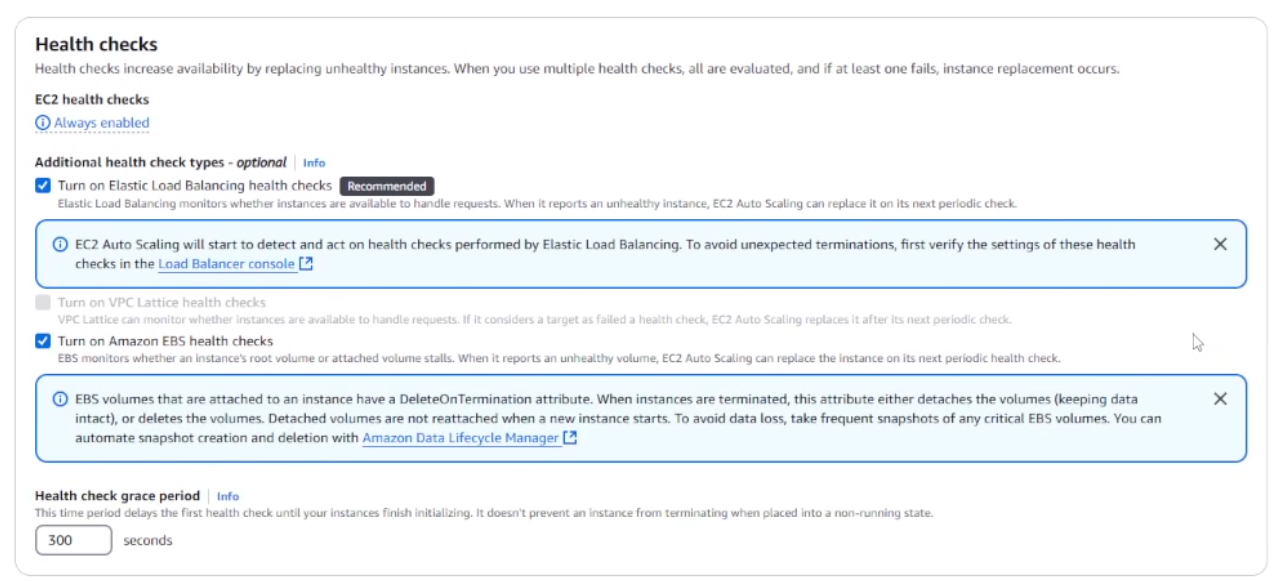 Health checks
Health checks increase availability by replacing unhealthy instances. When you use multiple health checks, all are evaluated, and if at least one fails, instance replacement occurs.
EC2 health checks
Always enabled
Additional health check types - optional | Info
Turn on Elastic Load Balancing health checks Recommended
Elastic Load Balancing monitors whether instances are available to handle requests. When it reports an unhealthy instance, EC2 Auto Scaling can replace it on its next periodic check.
EC2 Auto Scaling will start to detect and act on health checks performed by Elastic Load Balancing. To avoid unexpected terminations, first verify the settings of these health
checks in the Load Balancer console
Turn on VPC Lattice health checks
VPC Lattice can monitor whether instances are available to handle requests. If it considers a target as failed a health check, EC2 Auto Scaling replaces it after its next periodic check.
Turn on Amazon EBS health checks
EBS monitors whether an instance's root volume or attached volume stalls. When it reports an unhealthy volume, EC2 Auto Scaling can replace the instance on its next periodic health check.
EBS volumes that are attached to an instance have a DeleteOnTermination attribute. When instances are terminated, this attribute either detaches the volumes (keeping data
intact), or deletes the volumes. Detached volumes are not reattached when a new instance starts. To avoid data loss, take frequent snapshots of any critical EBS volumes. You can
automate snapshot creation and deletion with Amazon Data Lifecycle Manager
Health check grace period | Info
This time period delays the first health check until your instances finish initializing. It doesn't prevent an instance from terminating when placed into a non-running state.
300 seconds